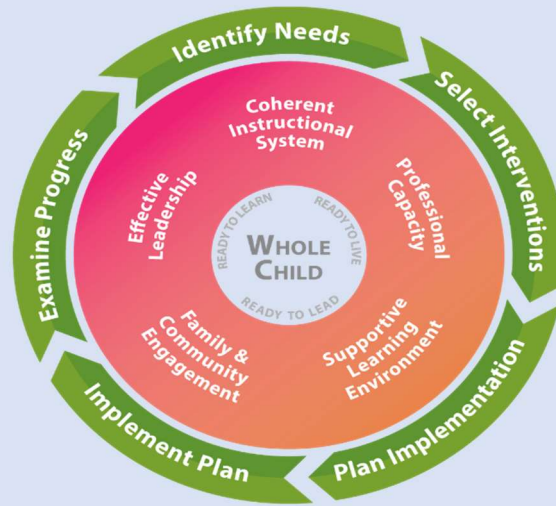 Identify Needs
Select Interventions
Plan Implementation
Implement Plan
Examine Progress
Coherent
Instructional
System
Professional
Capacity
Supportive
Learning
Environment
Family &
Community
Engagement
Effective
Leadership
READY TO LEARN
READY TO LIVE
READY TO LEAD
WHOLE
CHILD